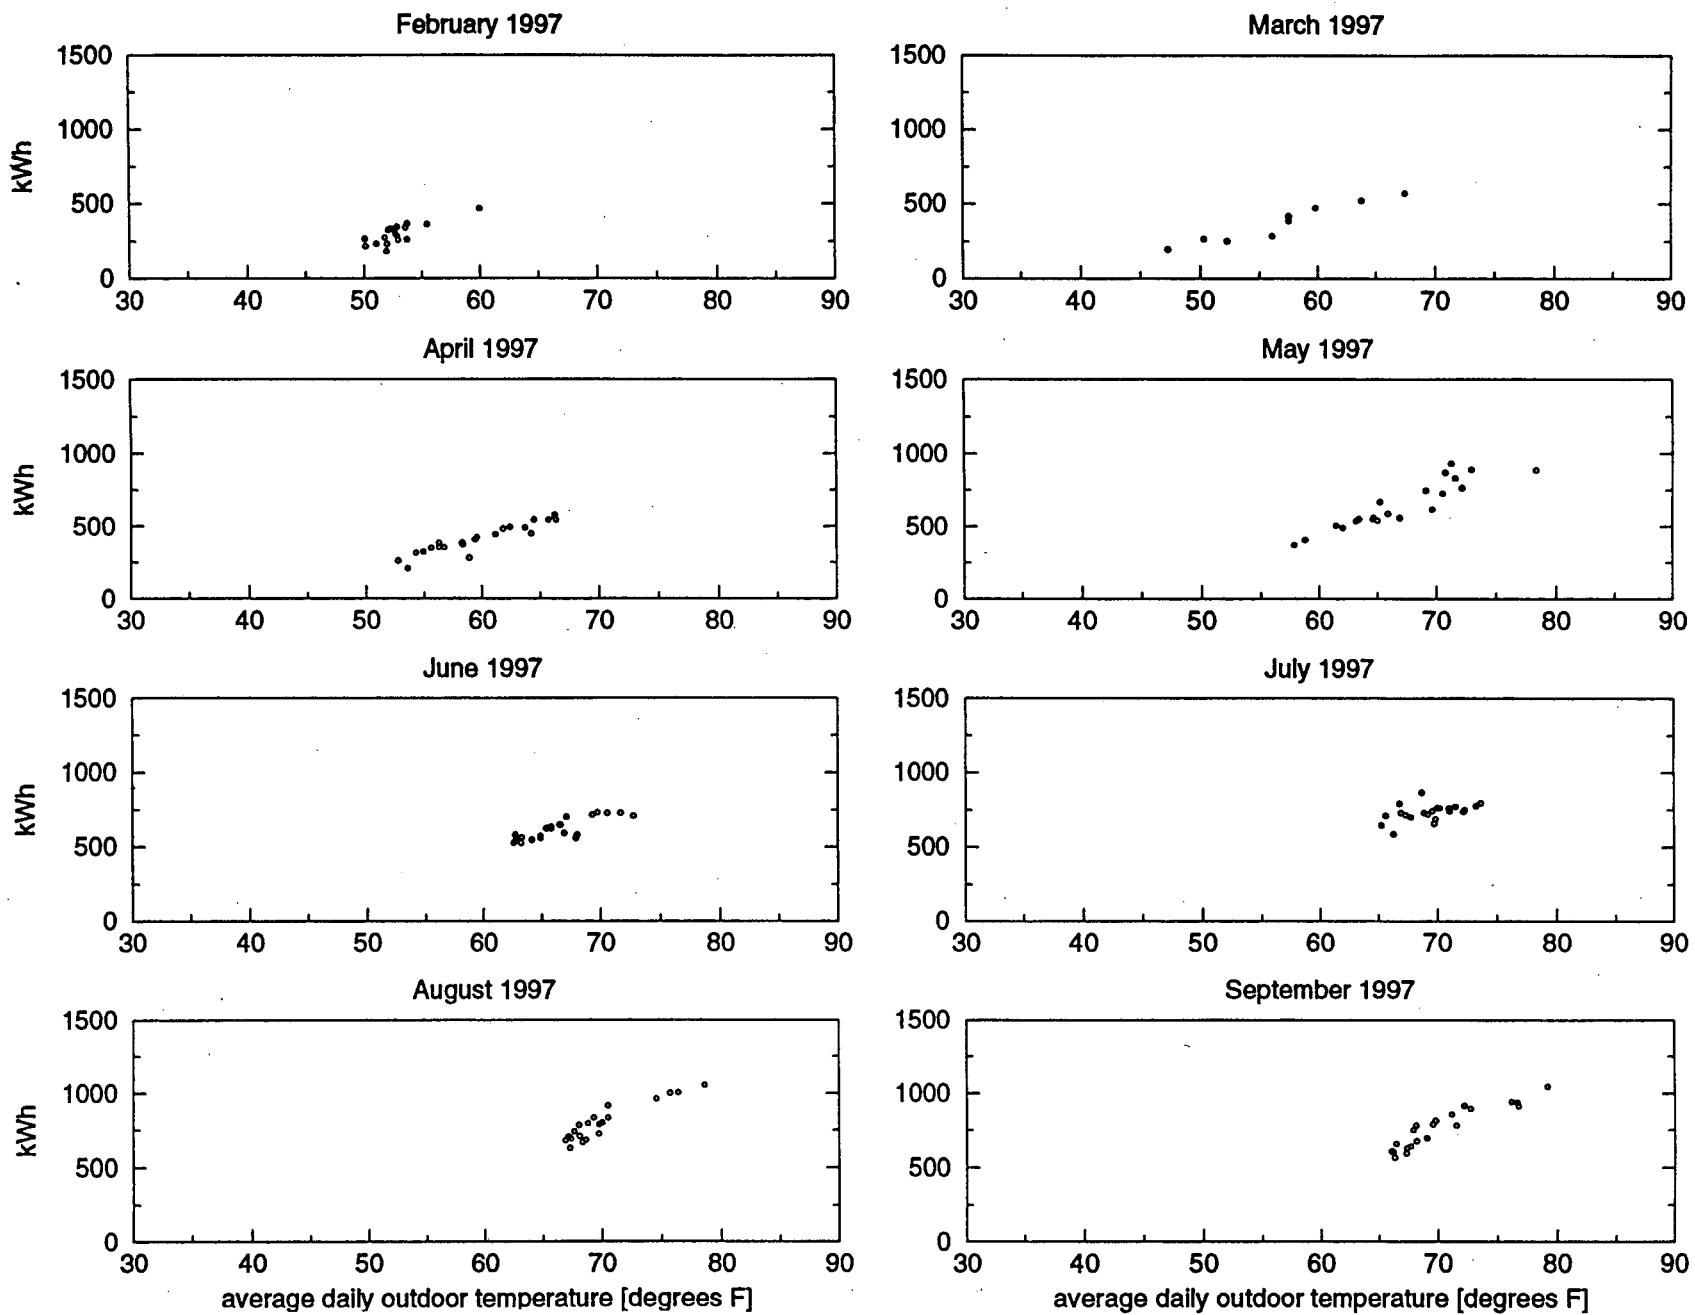 February 1997
kWh
1500
1000
500
0
30 40 50 60 70 80 90
March 1997
1500
1000
500
0
30 40 50 60 70 80 90
April 1997
kWh
1500
1000
500
0
30 40 50 60 70 80 90
May 1997
1500
1000
500
0
30 40 50 60 70 80 90
June 1997
kWh
1500
1000
500
0
30 40 50 60 70 80 90
July 1997
1500
1000
500
0
30 40 50 60 70 80 90
August 1997
kWh
1500
1000
500
0
30 40 50 60 70 80 90
average daily outdoor temperature [degrees F]
September 1997
1500
1000
500
0
30 40 50 60 70 80 90
average daily outdoor temperature [degrees F]